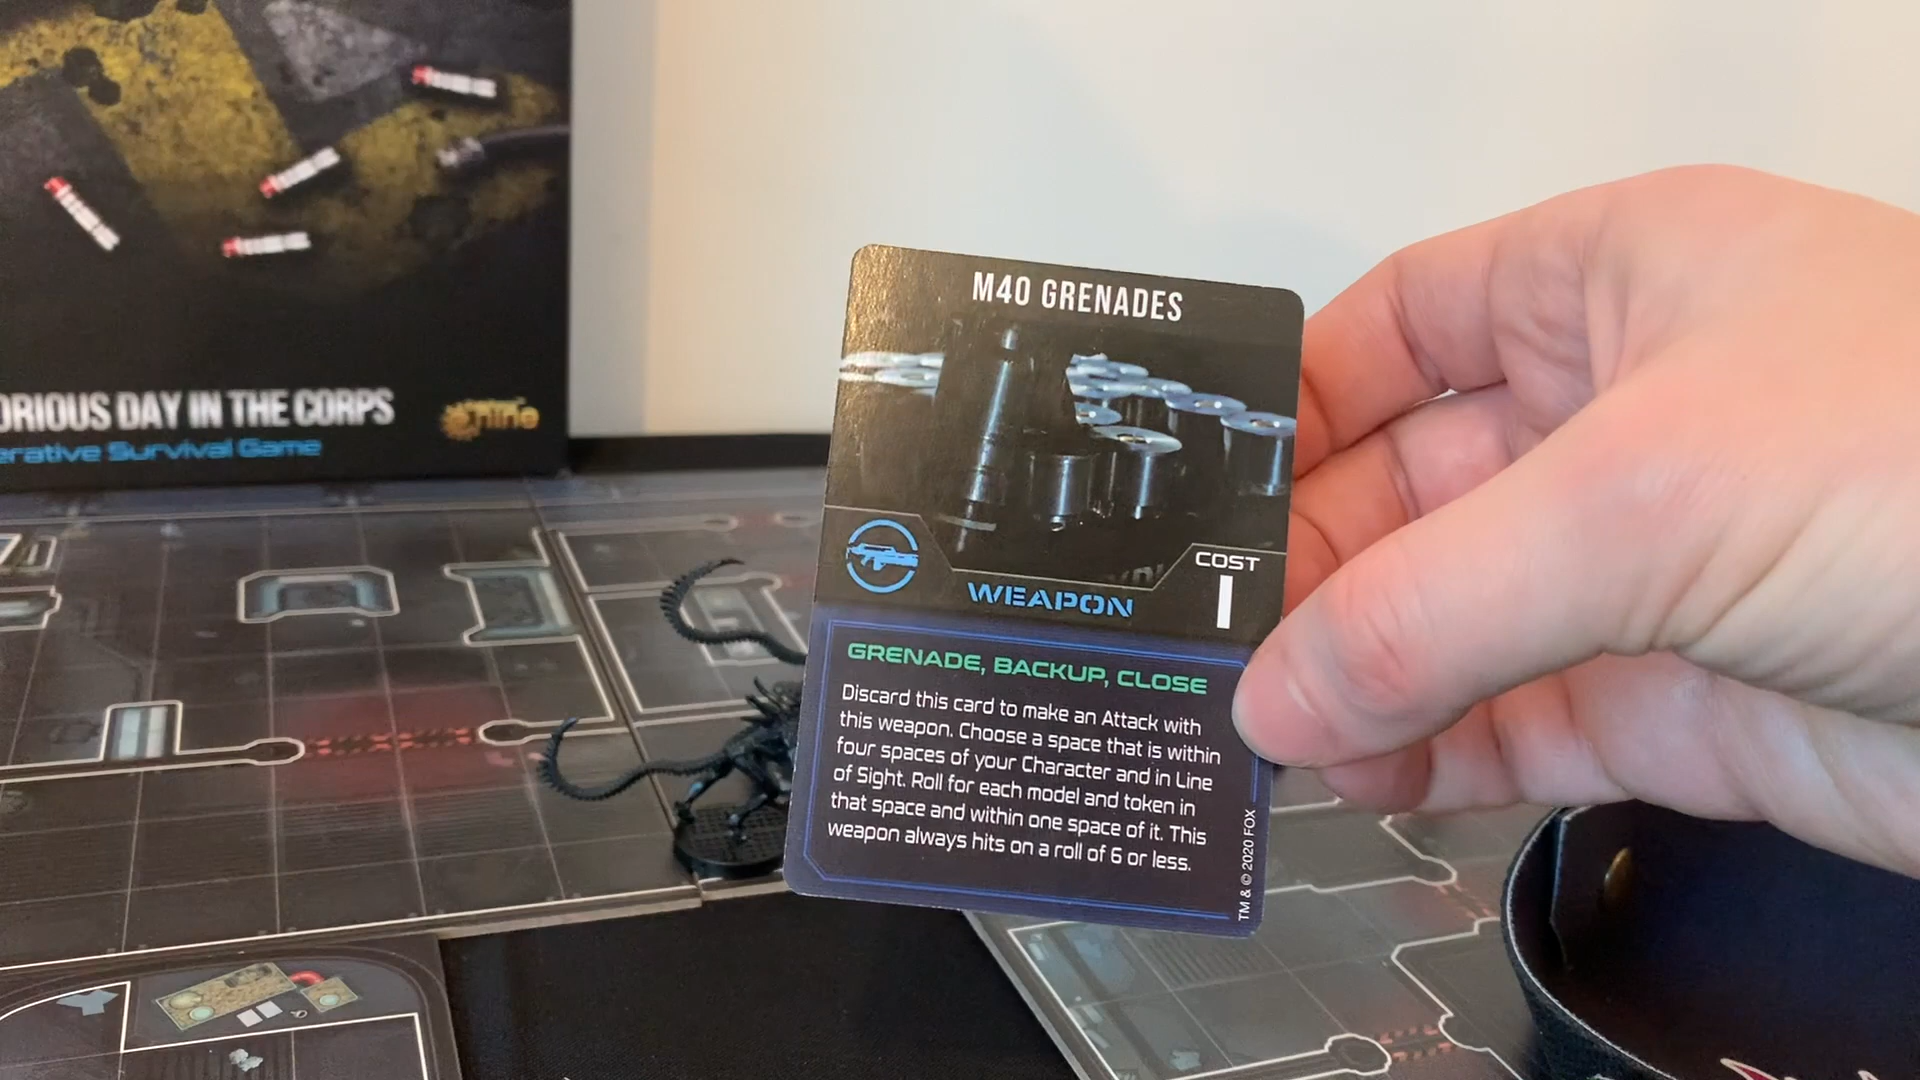 ORIOUS DAY IN THE CORPS
erative Survival Game
nine
M40 GRENADES
COST
1
WEAPON
GRENADE, BACKUP, CLOSE
Discard this card to make an Attack with
this weapon. Choose a space that is within
four spaces of your Character and in Line
of Sight. Roll for each model and token in
that space and within one space of it. This
weapon always hits on a roll of 6 or less.
TM & © 2020 FOX